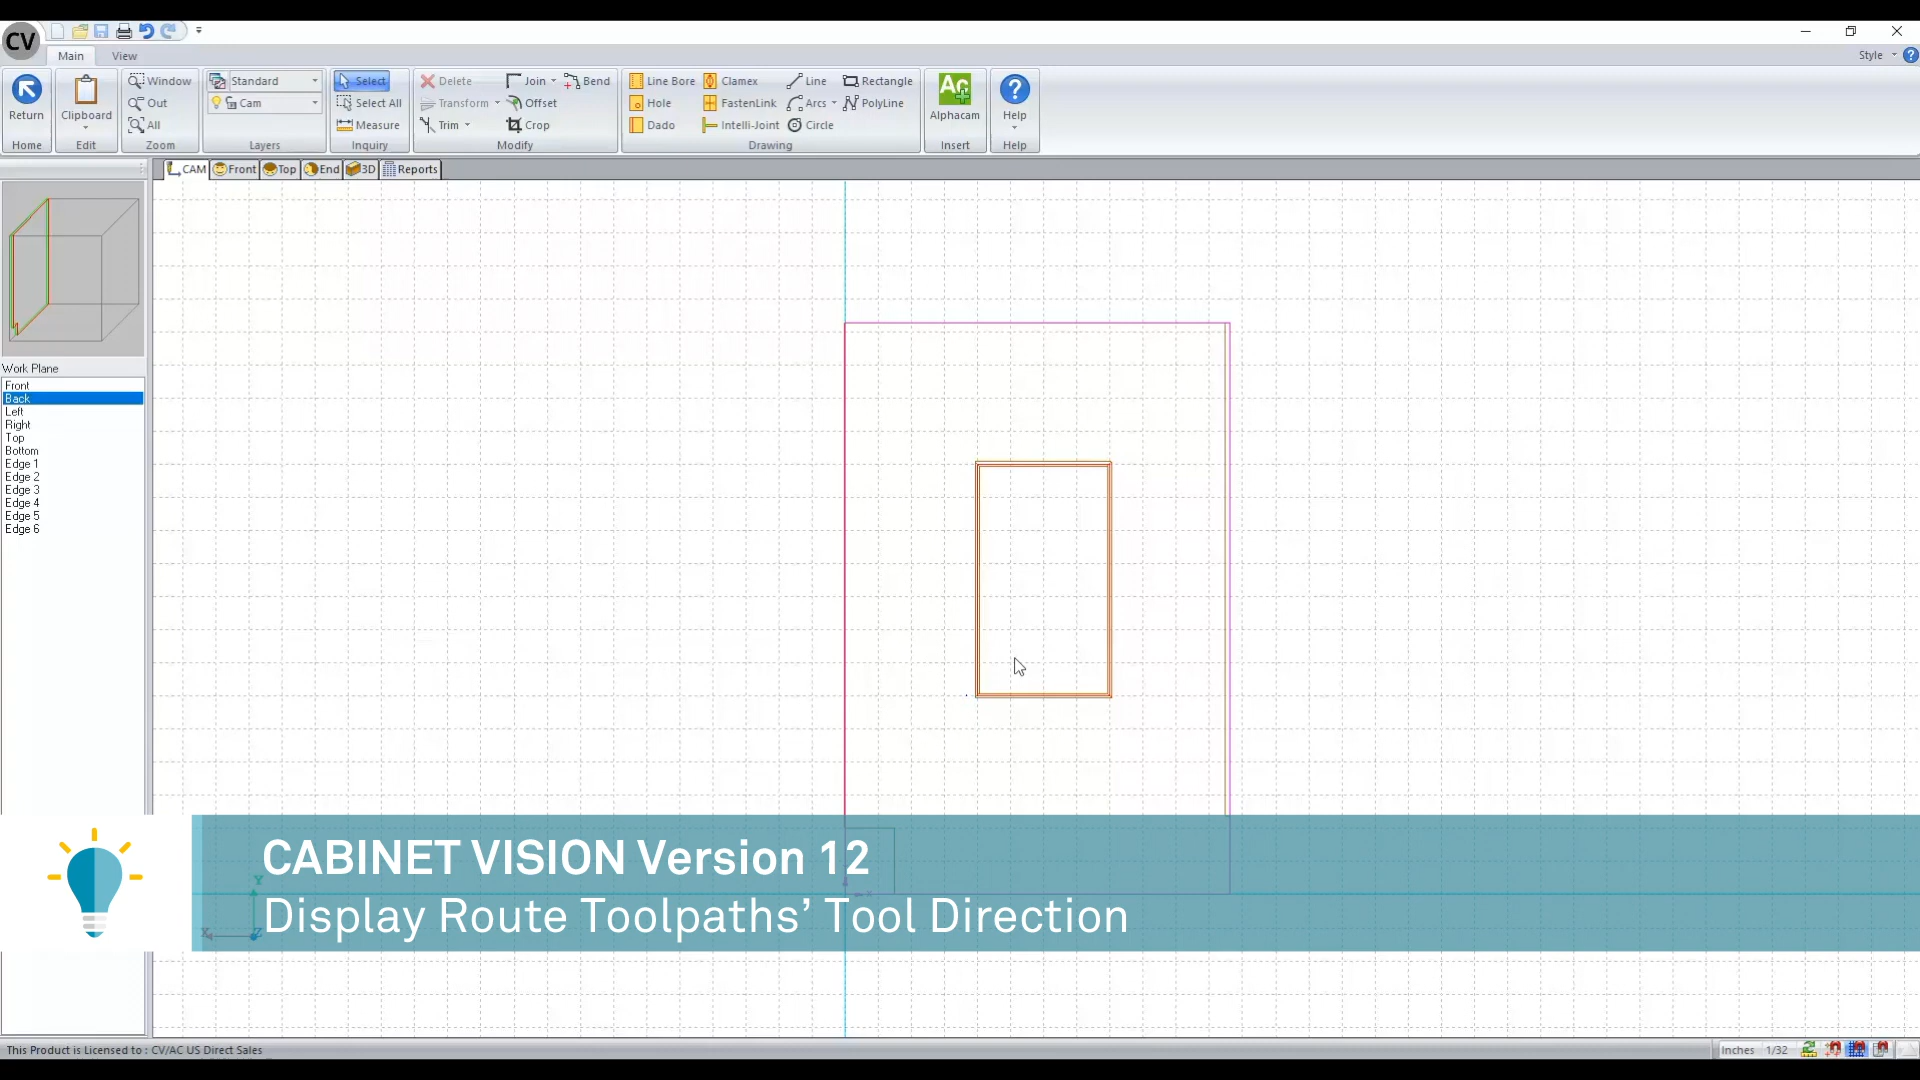 CV
Main
View
Style
Return
Clipboard
Window
Out
All
Standard
Cam
Select
Select All
Measure
Delete
Transform
Trim
Join
Bend
Offset
Crop
Line Bore
Hole
Dado
Clamex
FastenLink
Intelli-Joint
Line
Arcs
Circle
Rectangle
PolyLine
Ac
Alphacam
?
Help
Home
Edit
Zoom
Layers
Inquiry
Modify
Drawing
Insert
Help
CAM
Front
Top
End
3D
Reports
Work Plane
Front
Back
Left
Right
Top
Bottom
Edge 1
Edge 2
Edge 3
Edge 4
Edge 5
Edge 6
CABINET VISION Version 12
Display Route Toolpaths’ Tool Direction
Y
X
Z
This Product is Licensed to : CV/AC US Direct Sales
Inches
1/32